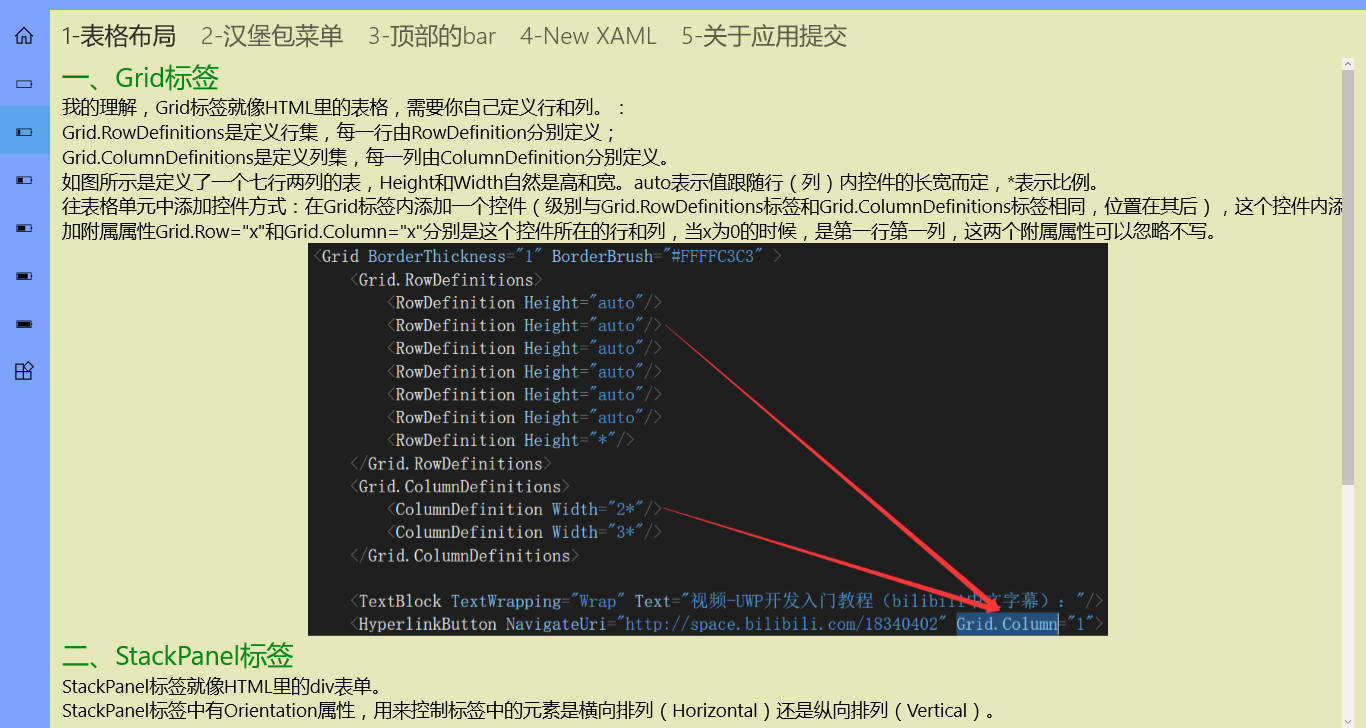 1-表格布局 2-汉堡包菜单 3-顶部的bar 4-New XAML 5-关于应用提交
一、Grid标签
我的理解，Grid标签就像HTML里的表格，需要你自己定义行和列。：
Grid.RowDefinitions是定义行集，每一行由RowDefinition分别定义；
Grid.ColumnDefinitions是定义列集，每一列由ColumnDefinition分别定义。
如图所示是定义了一个七行两列的表，Height和Width自然是高和宽。auto表示值跟随行（列）内控件的长宽而定，*表示比例。
往表格单元中添加控件方式：在Grid标签内添加一个控件（级别与Grid.RowDefinitions标签和Grid.ColumnDefinitions标签相同，位置在其后），这个控件内添
加附属属性Grid.Row="x"和Grid.Column="x"分别是这个控件所在的行和列，当x为0的时候，是第一行第一列，这两个附属属性可以忽略不写。
<Grid BorderThickness="1" BorderBrush="#FFFFC3C3" >
<Grid.RowDefinitions>
<RowDefinition Height="auto"/>
<RowDefinition Height="auto"/>
<RowDefinition Height="auto"/>
<RowDefinition Height="auto"/>
<RowDefinition Height="auto"/>
<RowDefinition Height="auto"/>
<RowDefinition Height="*"/>
</Grid.RowDefinitions>
<Grid.ColumnDefinitions>
<ColumnDefinition Width="2*"/>
<ColumnDefinition Width="3*"/>
</Grid.ColumnDefinitions>
<TextBlock TextWrapping="Wrap" Text="视频-UWP开发入门教程（bilibili中文字幕）："/>
<HyperlinkButton NavigateUri="http://space.bilibili.com/18340402" Grid.Column="1">
二、StackPanel标签
StackPanel标签就像HTML里的div表单。
StackPanel标签中有Orientation属性，用来控制标签中的元素是横向排列（Horizontal）还是纵向排列（Vertical）。